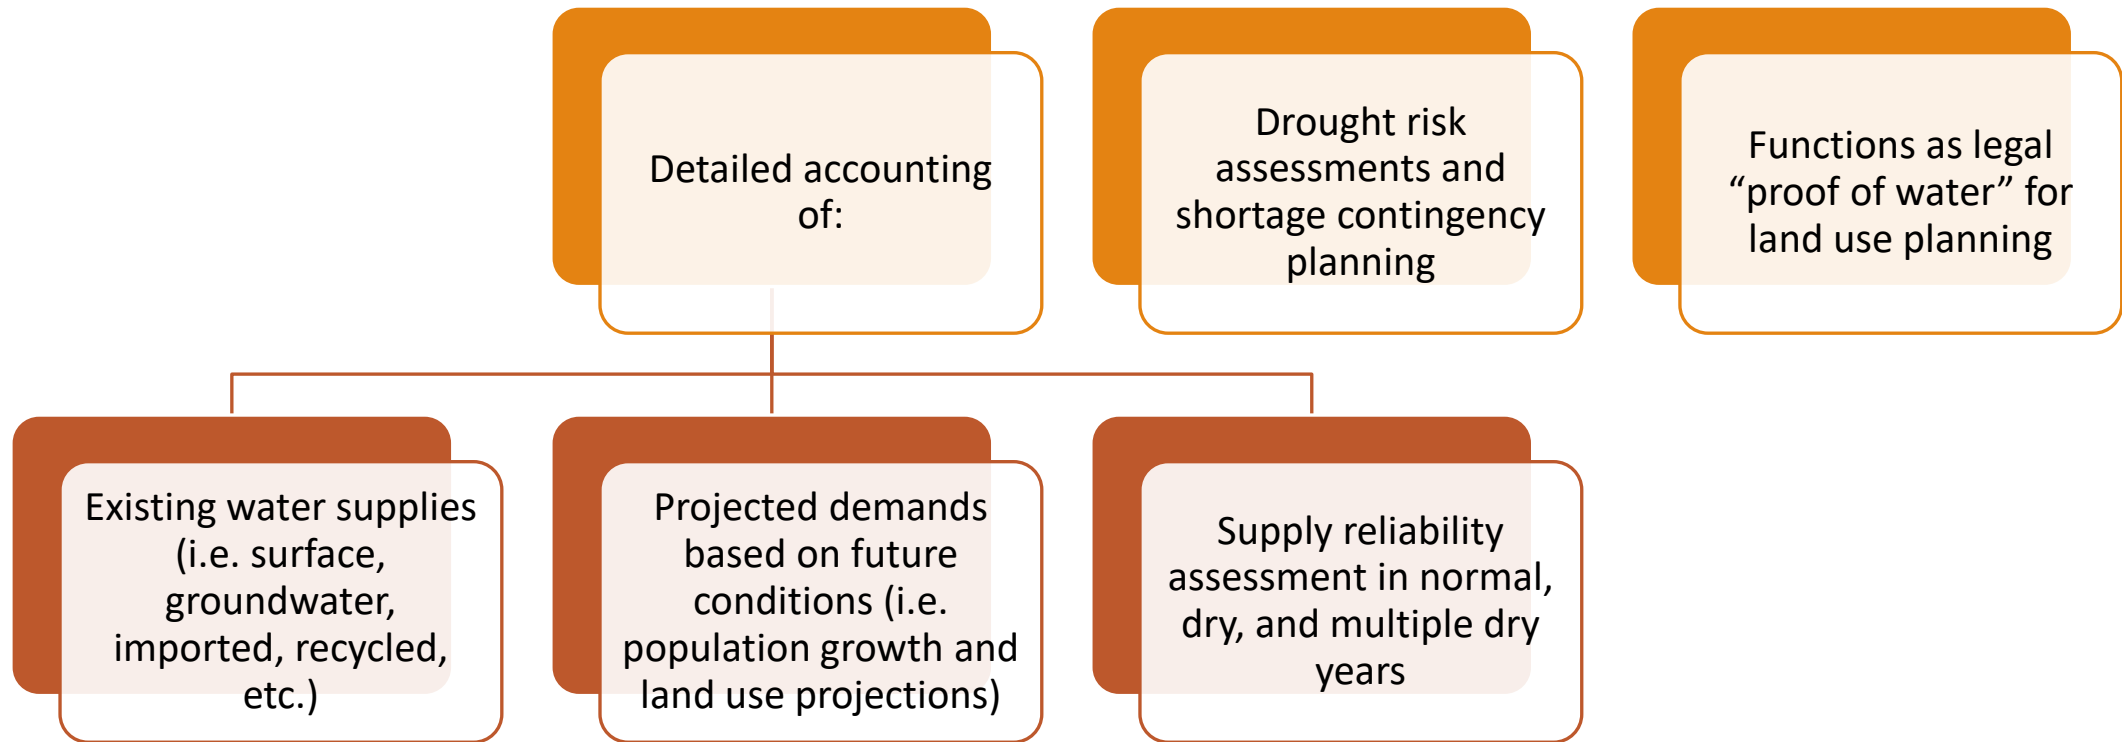 Detailed accounting
of:
Drought risk
assessments and
shortage contingency
planning
Functions as legal
“proof of water” for
land use planning
Existing water supplies
(i.e. surface,
groundwater,
imported, recycled,
etc.)
Projected demands
based on future
conditions (i.e.
population growth and
land use projections)
Supply reliability
assessment in normal,
dry, and multiple dry
years